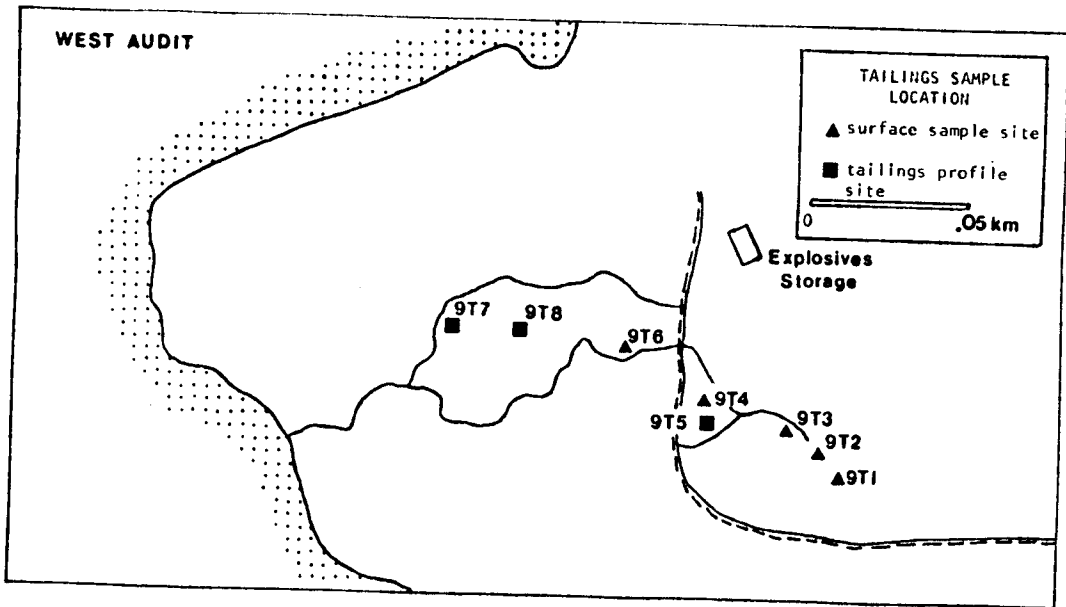 WEST AUDIT
TAILINGS SAMPLE
LOCATION
▲ surface sample site
■ tailings profile
site
0 .05 km
Explosives
Storage
9T7
9T8
9T6
9T4
9T5
9T3
9T2
9T1